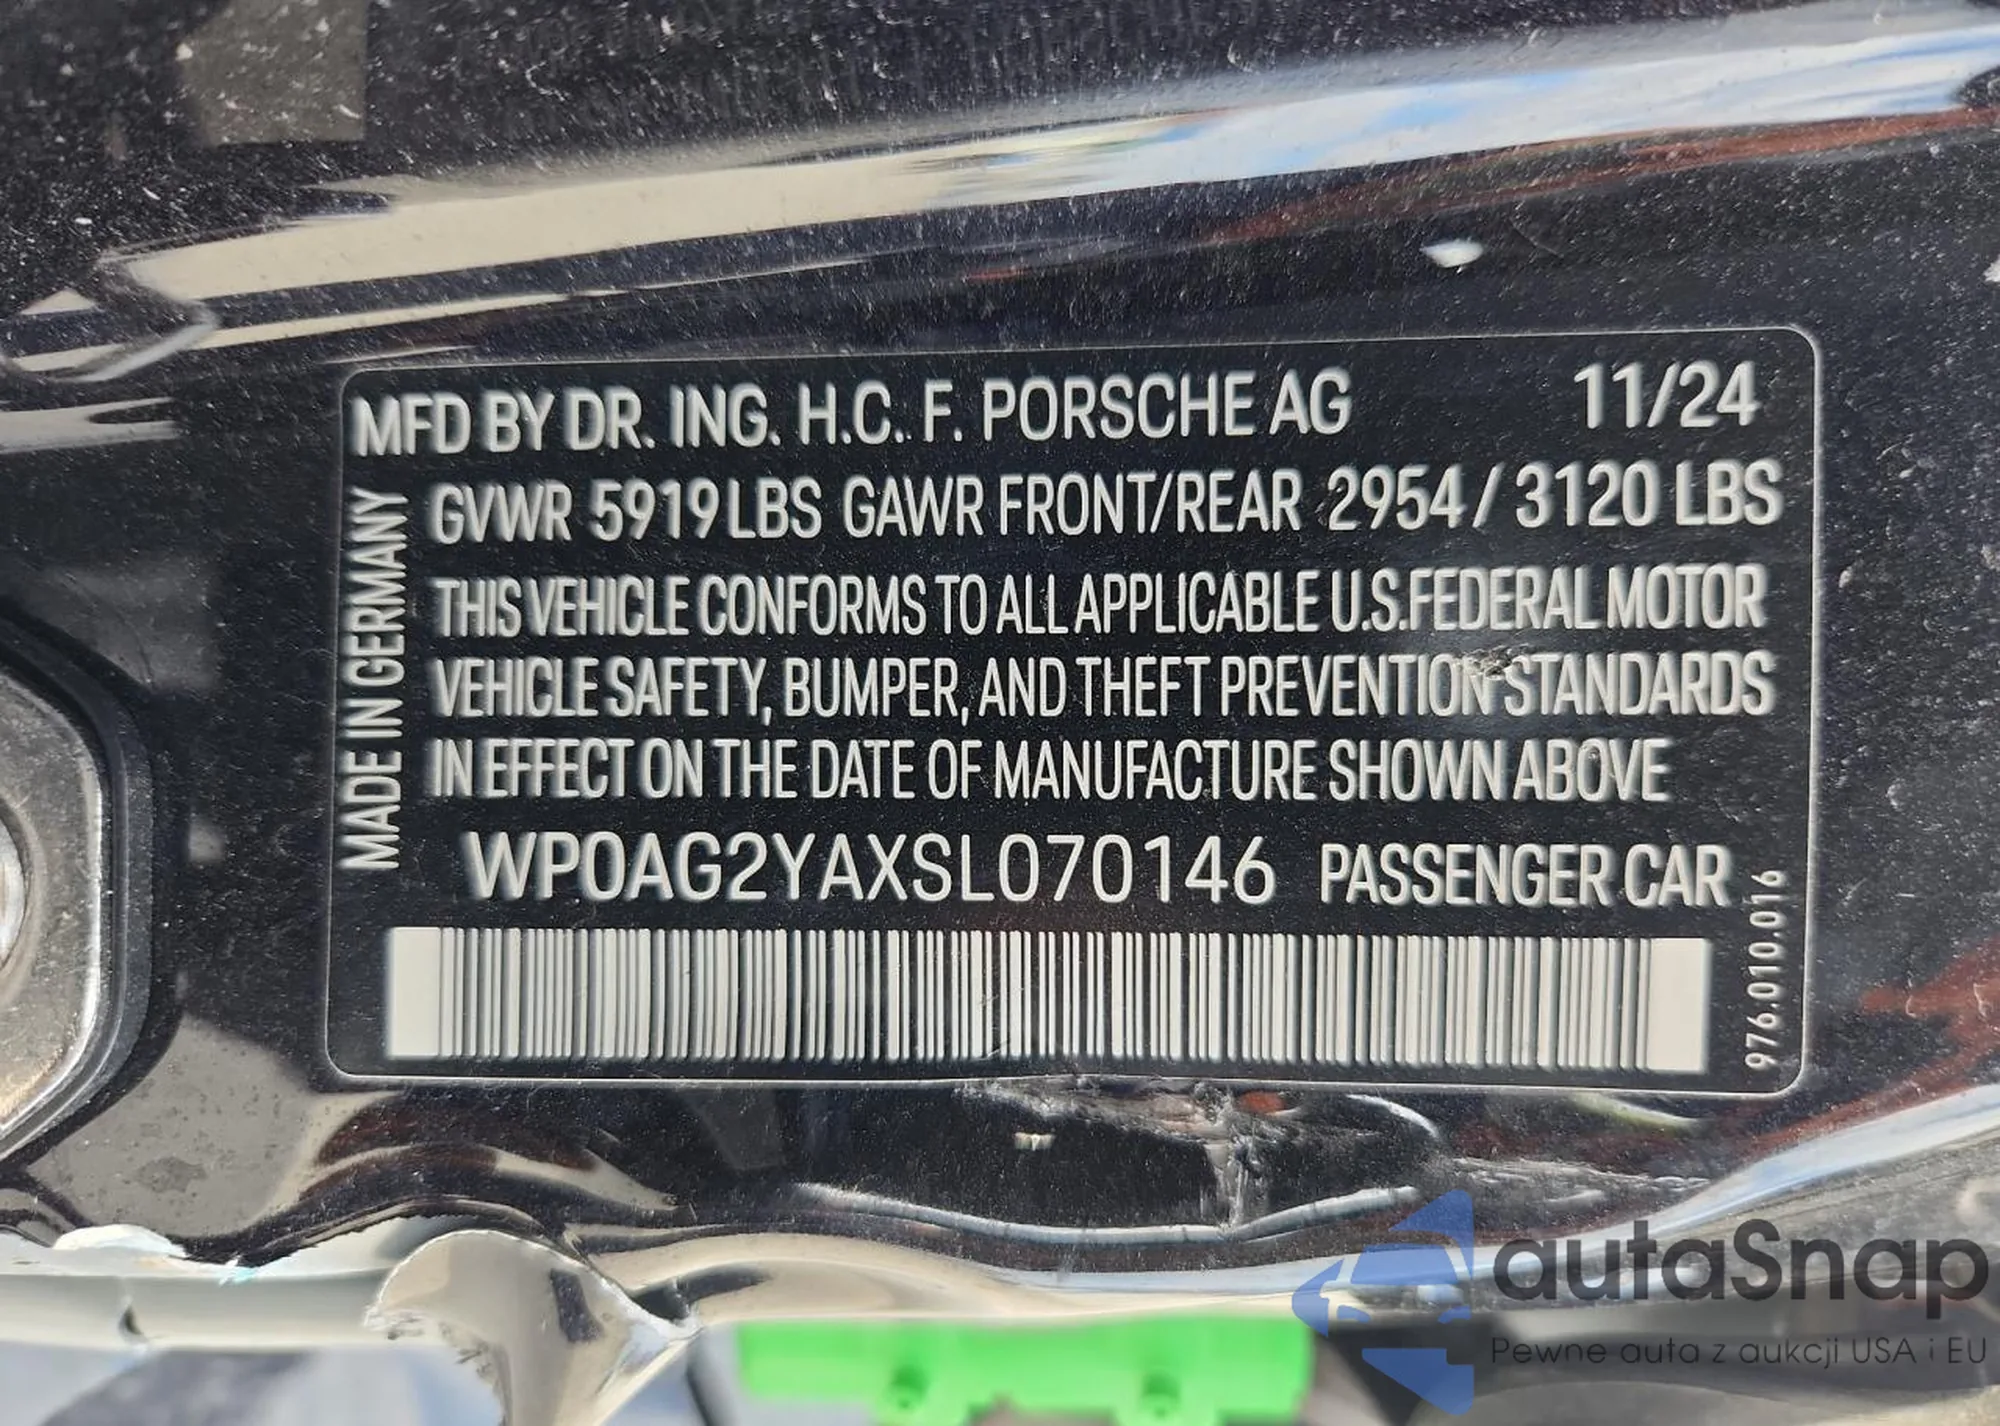 MFD BY DR. ING. H.C. F. PORSCHE AG 11/24
GVWR 5919 LBS GAWR FRONT/REAR 2954 / 3120 LBS
THIS VEHICLE CONFORMS TO ALL APPLICABLE U.S.FEDERAL MOTOR
VEHICLE SAFETY, BUMPER, AND THEFT PREVENTION STANDARDS
IN EFFECT ON THE DATE OF MANUFACTURE SHOWN ABOVE
WP0AG2YAXSL070146 PASSENGER CAR
MADE IN GERMANY
976.010.016
autaSnap
Pewne auta z aukcji USA i EU